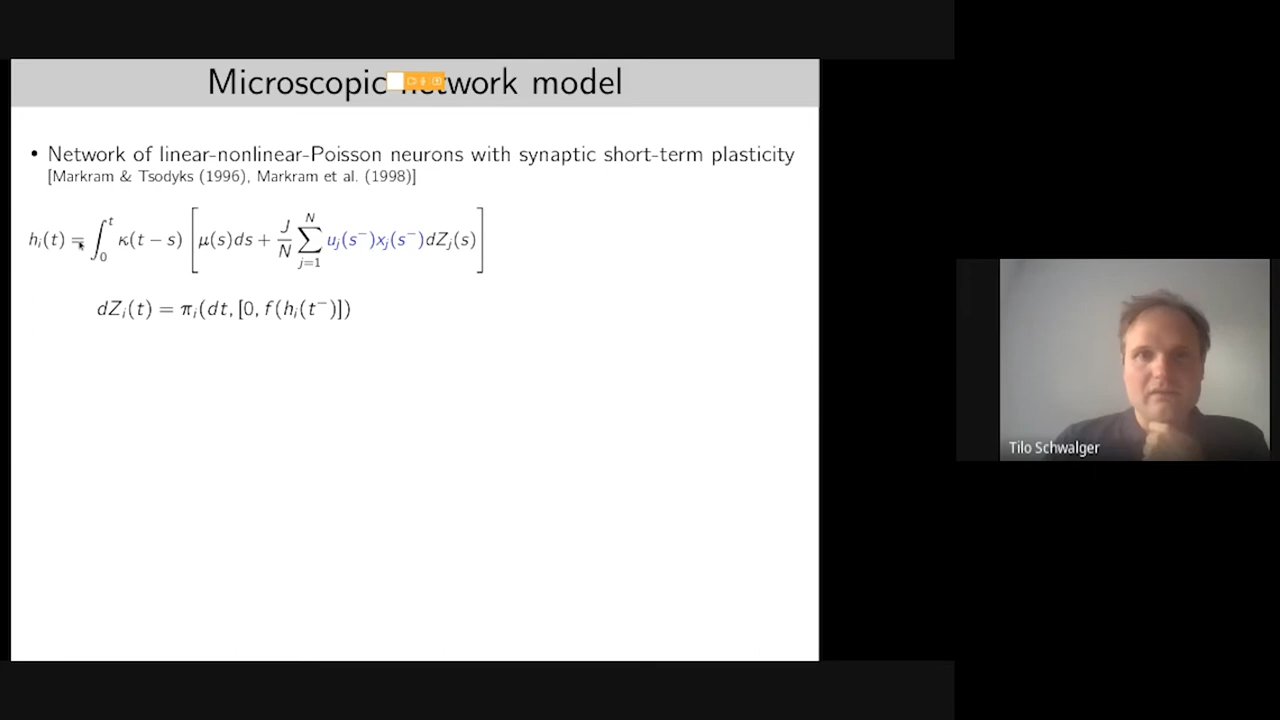 Microscopic network model
• Network of linear-nonlinear-Poisson neurons with synaptic short-term plasticity
[Markram & Tsodyks (1996), Markram et al. (1998)]
h_i(t) = ∫_0^t κ(t − s) [μ(s)ds + J/N ∑_{j=1}^N u_j(s⁻)x_j(s⁻)dZ_j(s)]
dZ_i(t) = π_i(dt, [0, f(h_i(t⁻)])
Tilo Schwalger